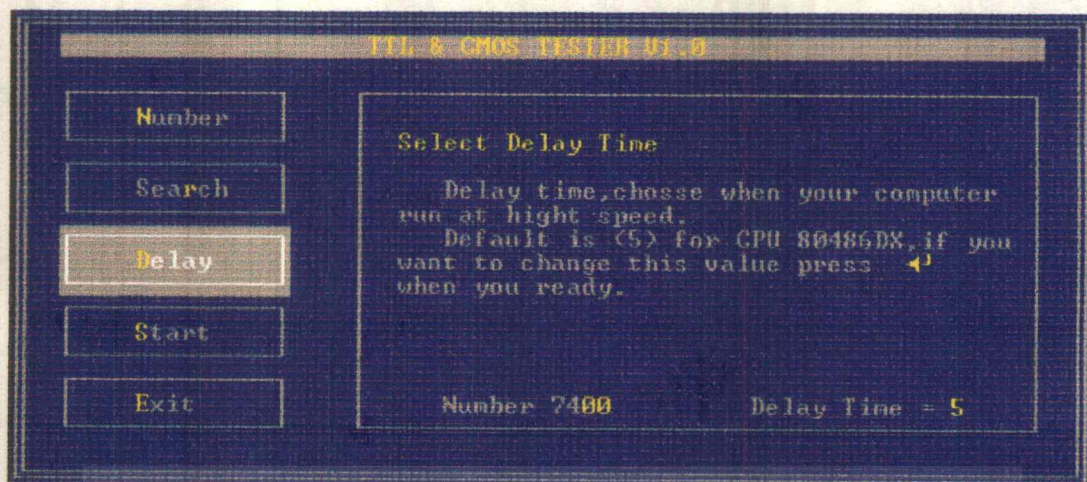 TTL & CMOS TESTER V1.0
Number
Search
Delay
Start
Exit
Select Delay Time
Delay time,chosse when your computer
run at hight speed.
Default is <5> for CPU 80486DX,if you
want to change this value press ↵
when you ready.
Number 7400
Delay Time = 5